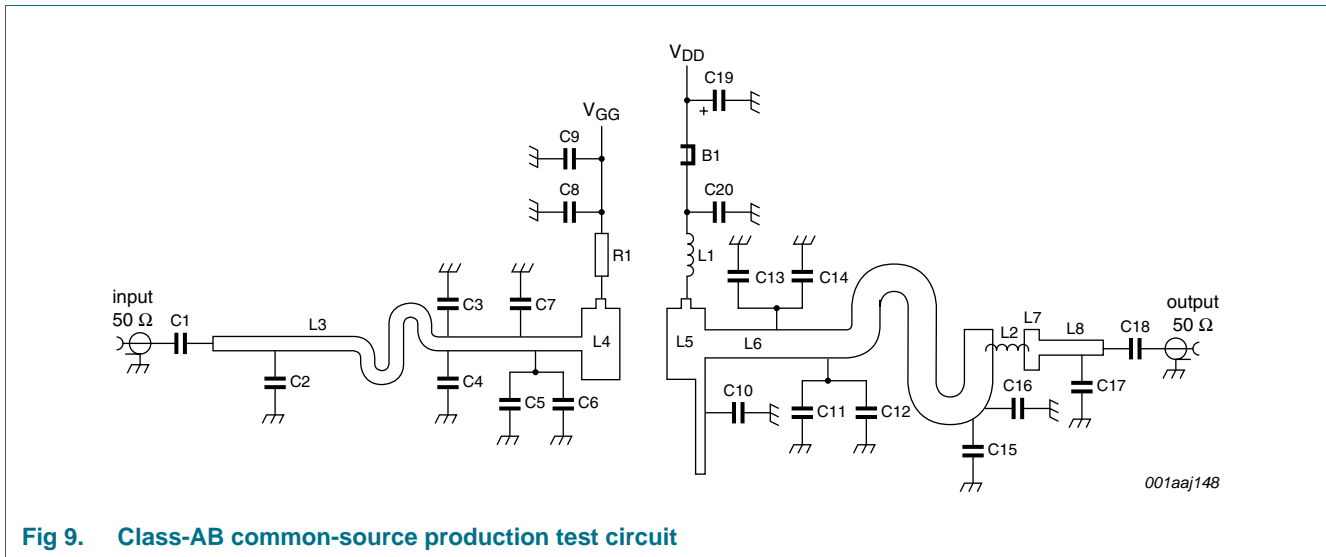 VDD
C19
+
VGG
C9
B1
C8
C20
R1
L1
C13
C14
input
50 Ω
C1
L3
C3
C7
L4
L5
L6
L2
L7
L8
C18
output
50 Ω
C2
C4
C5
C6
C10
C11
C12
C16
C17
C15
001aaj148
Fig 9. Class-AB common-source production test circuit